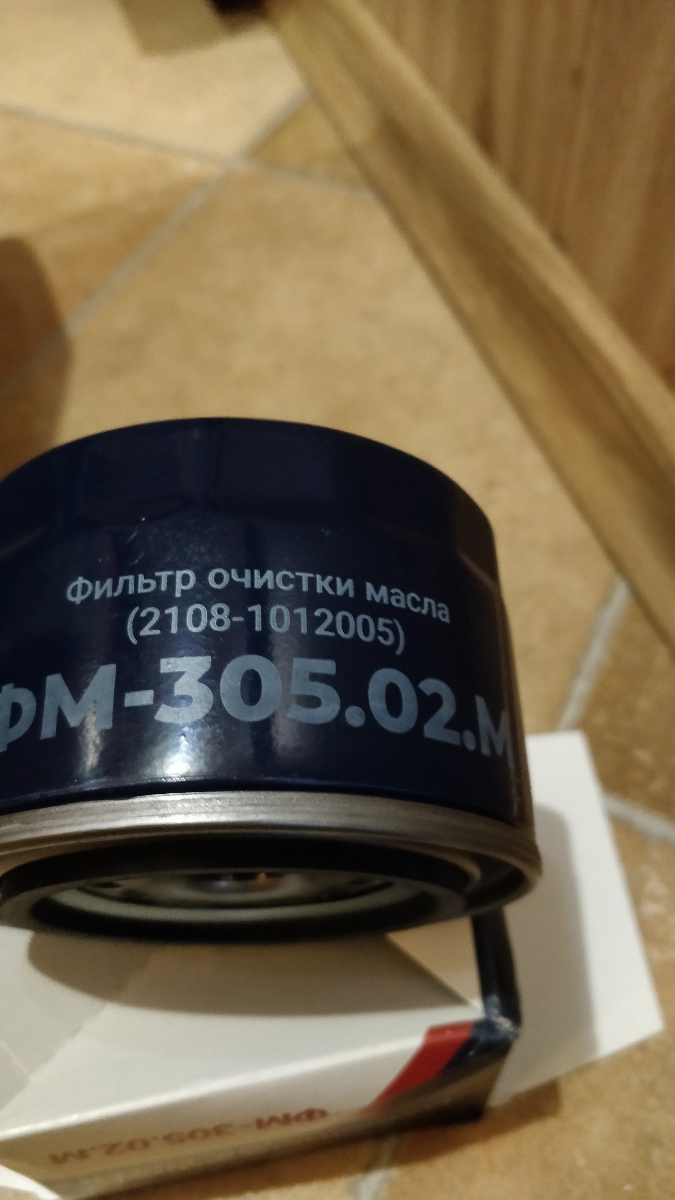 Фильтр очистки масла
(2108-1012005)
ФМ-305.02.М
ФМ-305.02.М